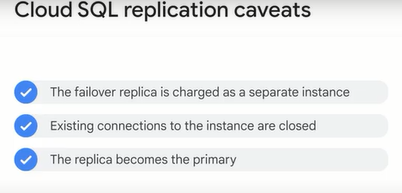 Cloud SQL replication caveats
The failover replica is charged as a separate instance
Existing connections to the instance are closed
The replica becomes the primary